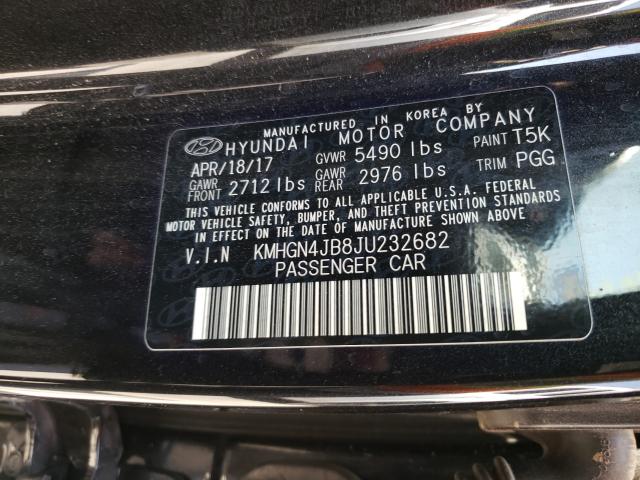 MANUFACTURED IN KOREA BY
HYUNDAI MOTOR COMPANY
APR/18/17 GVWR 5490 lbs PAINT T5K
GAWR FRONT 2712 lbs GAWR REAR 2976 lbs TRIM PGG
THIS VEHICLE CONFORMS TO ALL APPLICABLE U.S.A. FEDERAL
MOTOR VEHICLE SAFETY, BUMPER, AND THEFT PREVENTION STANDARDS
IN EFFECT ON THE DATE OF MANUFACTURE SHOWN ABOVE.
V.I.N KMHGN4JB8JU232682
PASSENGER CAR